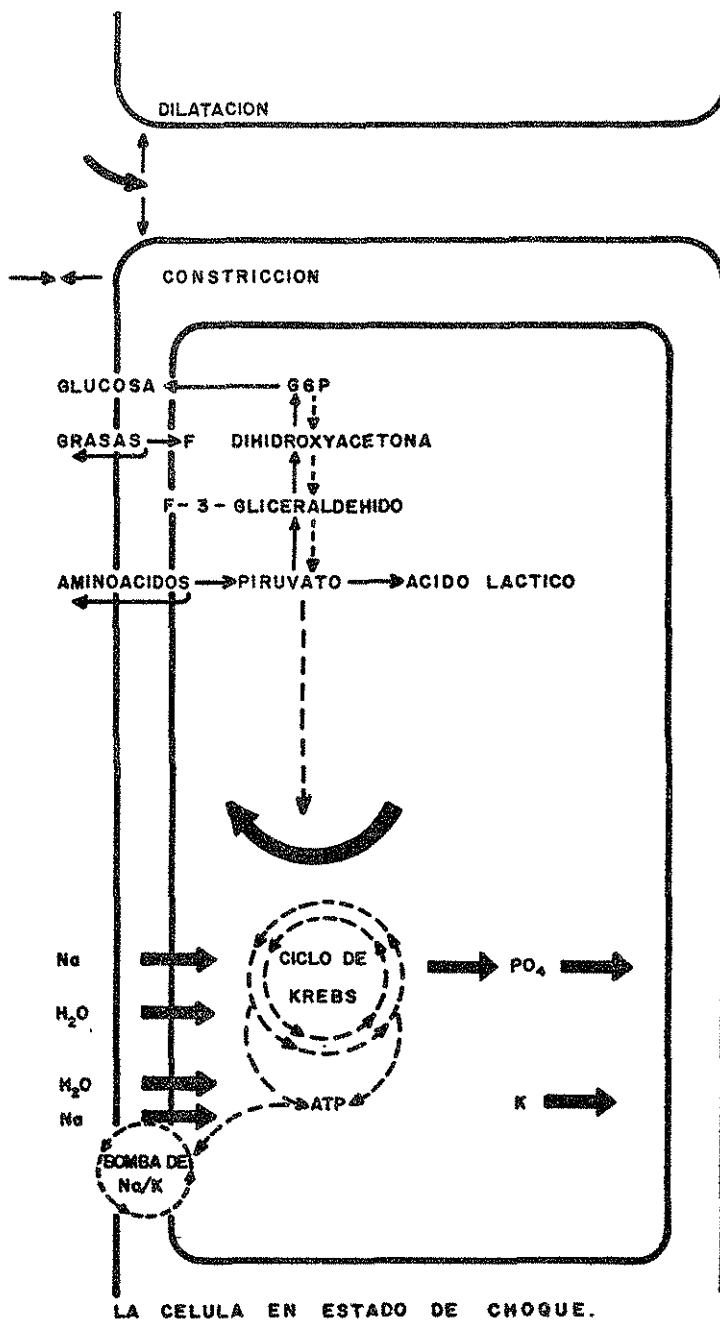 DILATACION
CONSTRICCION
GLUCOSA G6P
GRASAS F DIHIDROXYACETONA
F-3-GLICERALDEHIDO
AMINOACIDOS PIRUVATO ACIDO LACTICO
Na CICLO DE KREBS PO4
H2O
H2O ATP K
Na
BOMBA DE
Na/K
LA CELULA EN ESTADO DE CHOQUE.